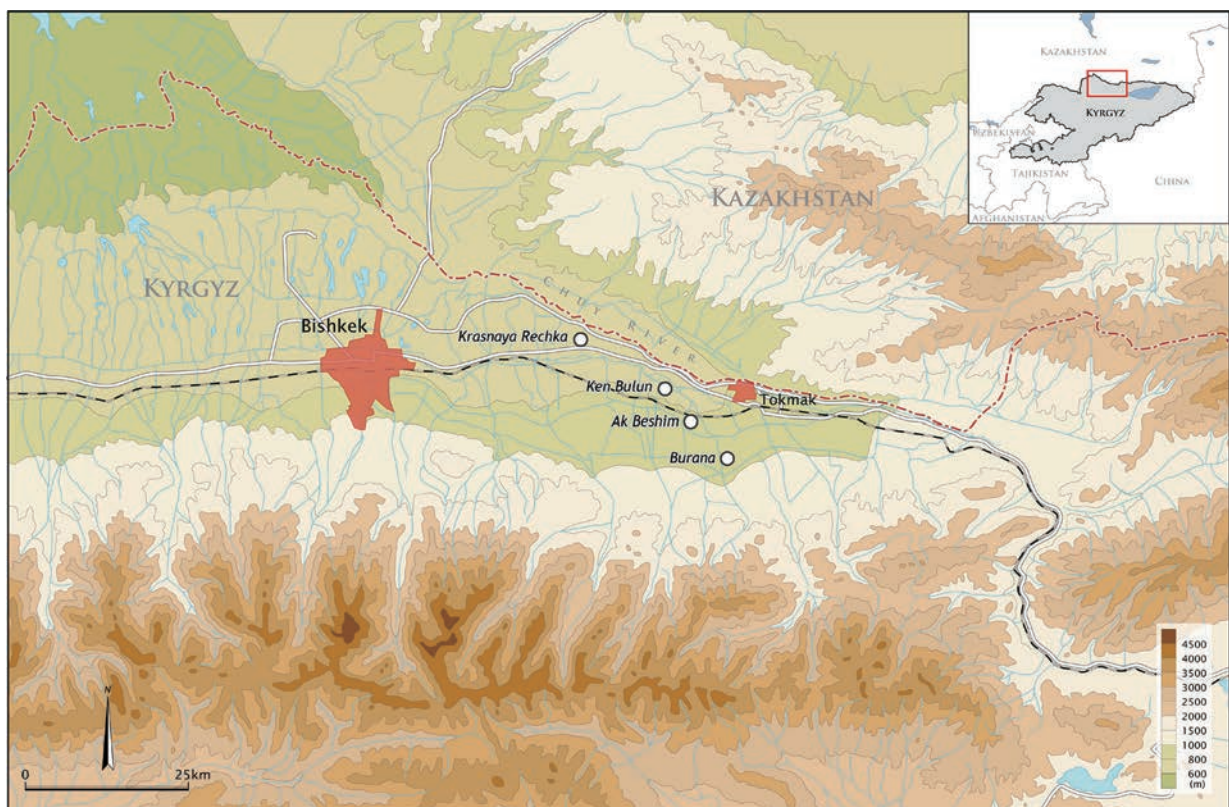 KAZAKHSTAN
KYRGYZ
UZBEKISTAN
TAJIKISTAN
CHINA
AFGHANISTAN
KAZAKHSTAN
KYRGYZ
CHUY RIVER
Bishkek
Krasnaya Rechka
Ken Bulun
Tokmak
Ak Beshim
Burana
N
0 25km
4500
4000
3500
3000
2500
2000
1500
1000
800
600
(m)